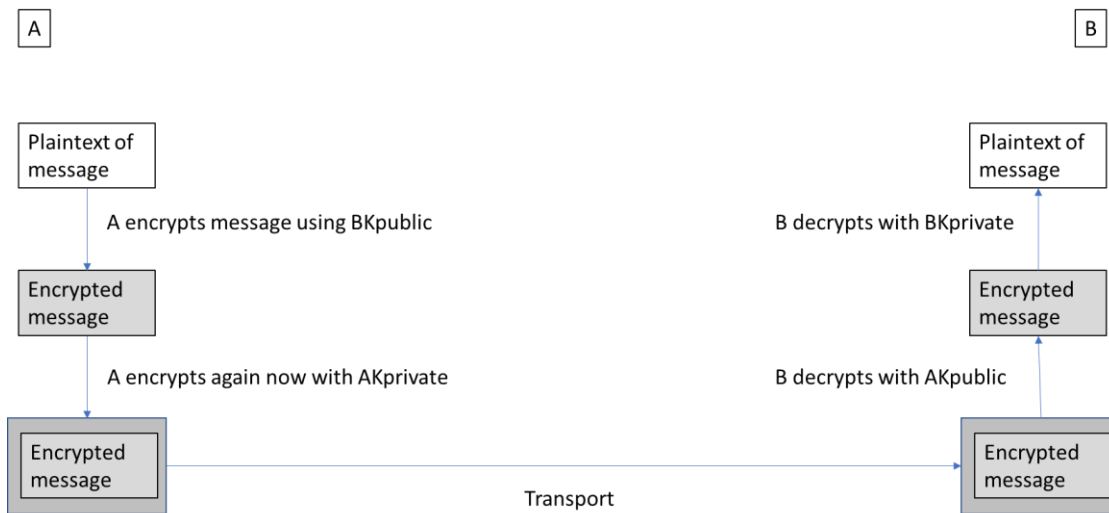 A
B
Plaintext of
message
Plaintext of
message
A encrypts message using BKpublic
B decrypts with BKprivate
Encrypted
message
Encrypted
message
A encrypts again now with AKprivate
B decrypts with AKpublic
Encrypted
message
Encrypted
message
Transport